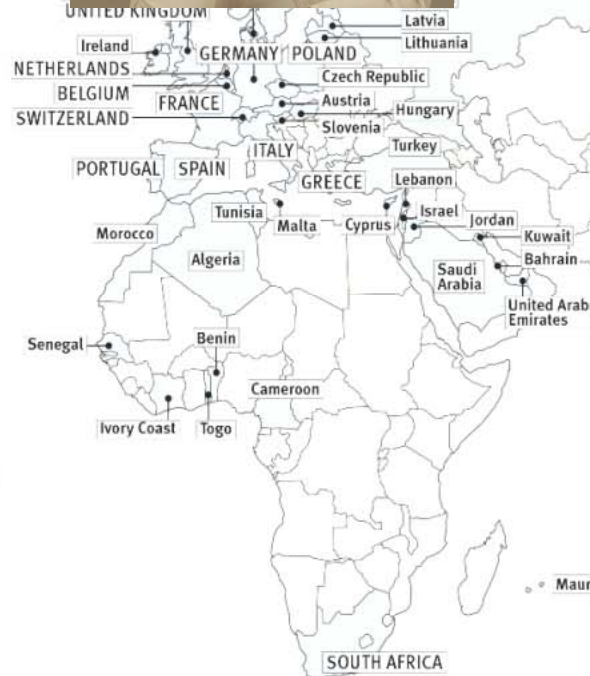 UNITED KINGDOM
Latvia
Ireland
Lithuania
GERMANY
POLAND
NETHERLANDS
Czech Republic
BELGIUM
FRANCE
Austria
Hungary
SWITZERLAND
Slovenia
ITALY
Turkey
PORTUGAL
SPAIN
GREECE
Lebanon
Tunisia
Malta
Cyprus
Israel
Jordan
Morocco
Kuwait
Algeria
Bahrain
Saudi
Arabia
United Arab
Emirates
Senegal
Benin
Cameroon
Ivory Coast
Togo
Maur
SOUTH AFRICA